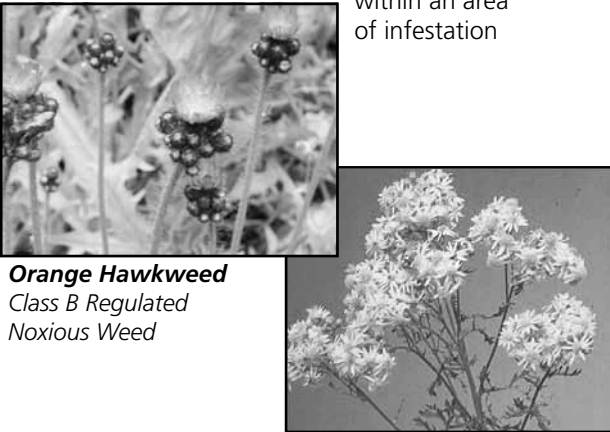 within an area
of infestation
Orange Hawkweed
Class B Regulated
Noxious Weed